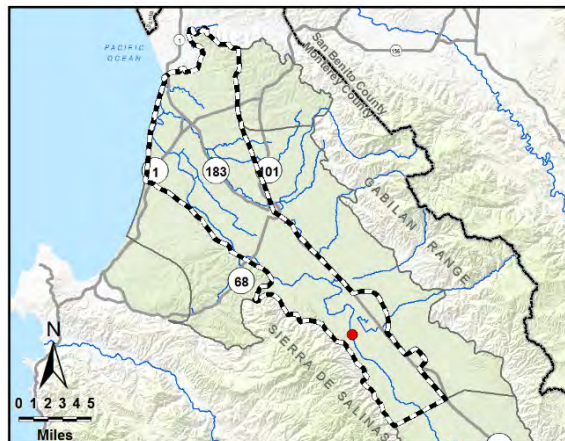 PACIFIC
OCEAN
1
156
San Benito County
Monterey County
1
183
101
GABILAN RANGE
68
SIERRA DE SALINAS
N
0 1 2 3 4 5
Miles